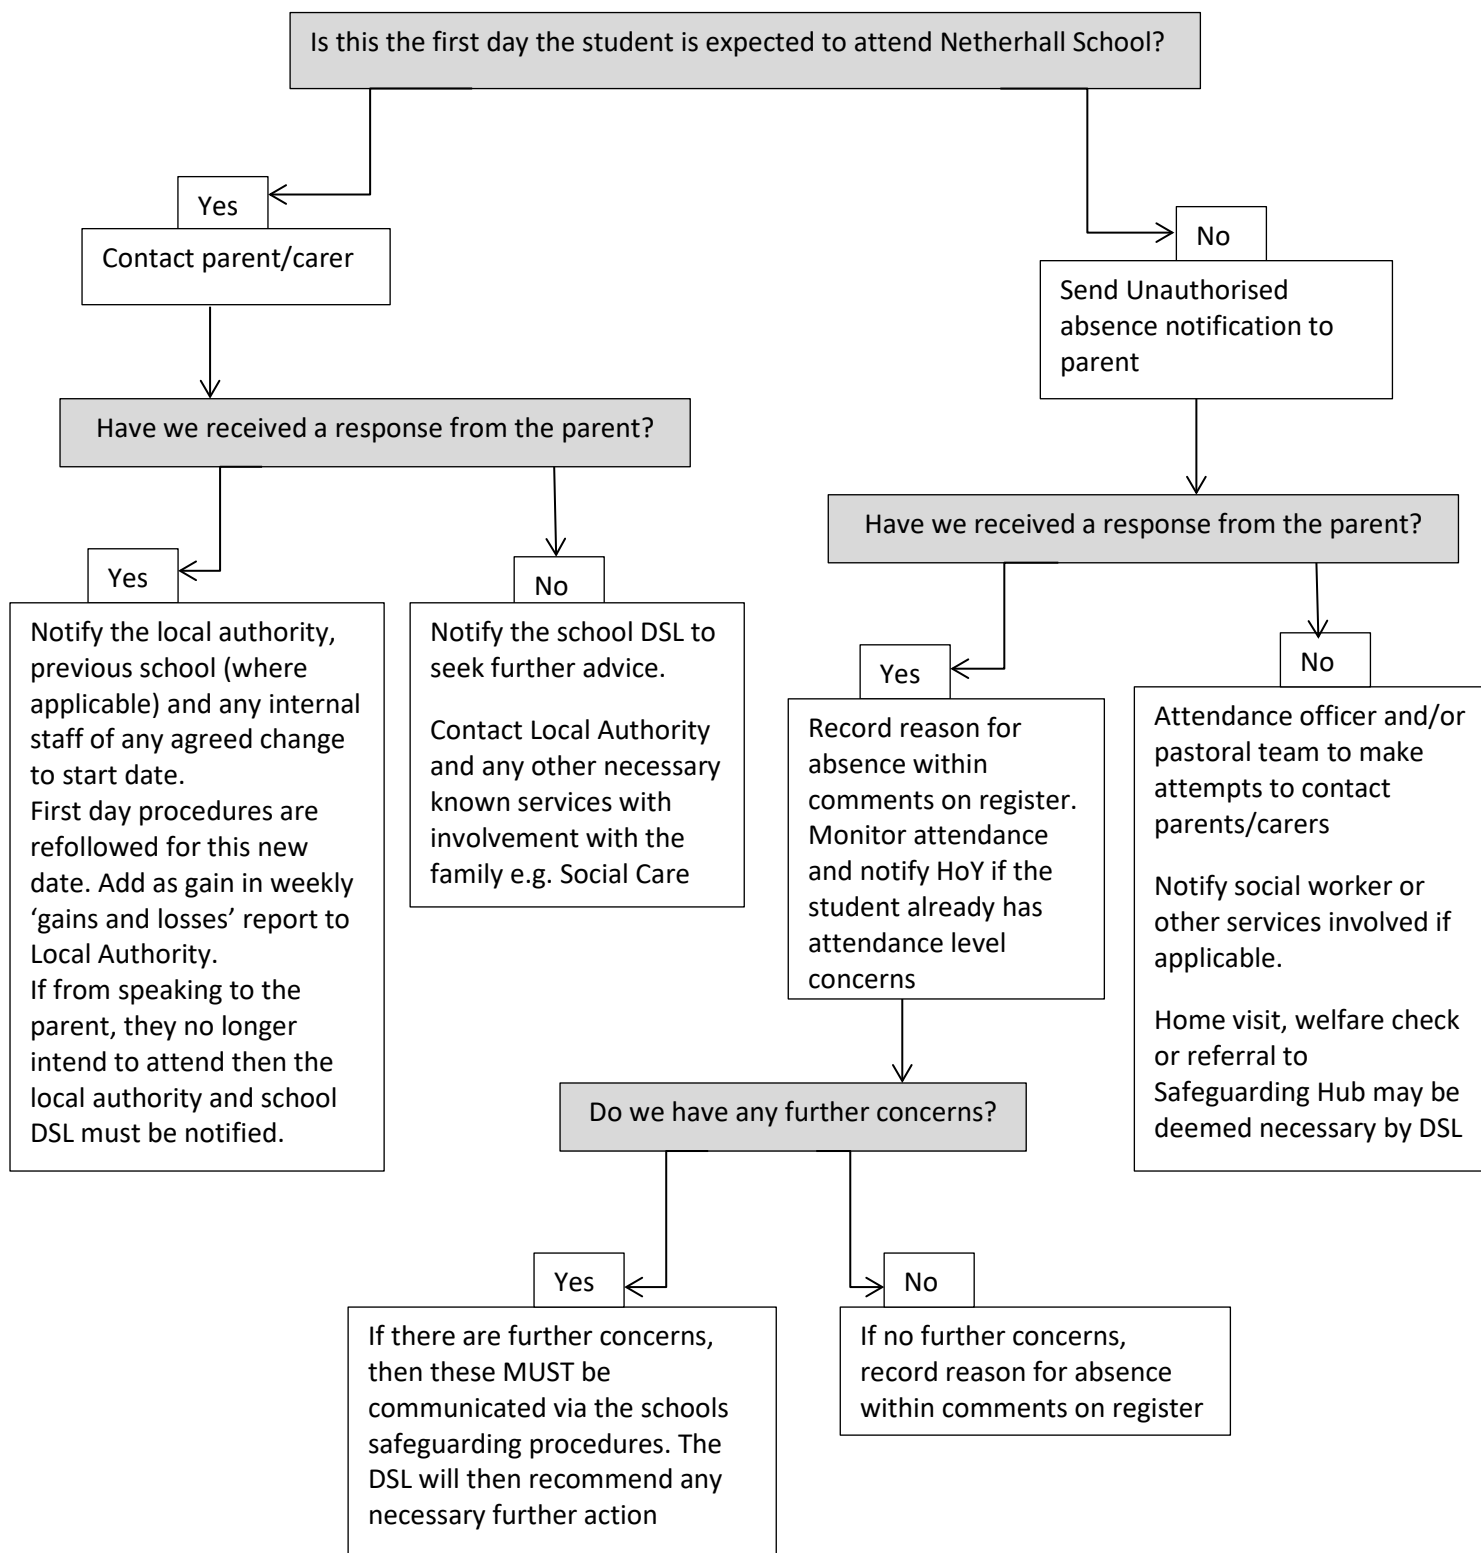 Is this the first day the student is expected to attend Netherhall School?
Yes
Contact parent/carer
No
Send Unauthorised
absence notification to
parent
Have we received a response from the parent?
Yes
Notify the local authority,
previous school (where
applicable) and any internal
staff of any agreed change
to start date.
First day procedures are
refollowed for this new
date. Add as gain in weekly
‘gains and losses’ report to
Local Authority.
If from speaking to the
parent, they no longer
intend to attend then the
local authority and school
DSL must be notified.
No
Notify the school DSL to
seek further advice.
Contact Local Authority
and any other necessary
known services with
involvement with the
family e.g. Social Care
Have we received a response from the parent?
Yes
Record reason for
absence within
comments on register.
Monitor attendance
and notify HoY if the
student already has
attendance level
concerns
No
Attendance officer and/or
pastoral team to make
attempts to contact
parents/carers
Notify social worker or
other services involved if
applicable.
Home visit, welfare check
or referral to
Safeguarding Hub may be
deemed necessary by DSL
Do we have any further concerns?
Yes
If there are further concerns,
then these MUST be
communicated via the schools
safeguarding procedures. The
DSL will then recommend any
necessary further action
No
If no further concerns,
record reason for absence
within comments on register